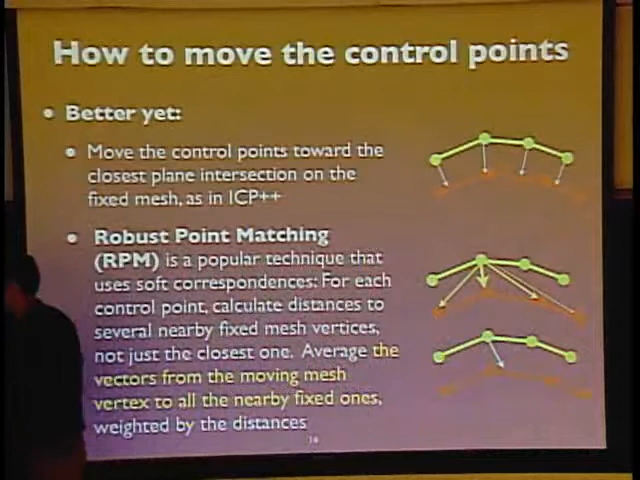 How to move the control points
• Better yet:
• Move the control points toward the
closest plane intersection on the
fixed mesh, as in ICP++
• Robust Point Matching
(RPM) is a popular technique that
uses soft correspondences: For each
control point, calculate distances to
several nearby fixed mesh vertices,
not just the closest one. Average the
vectors from the moving mesh
vertex to all the nearby fixed ones,
weighted by the distances